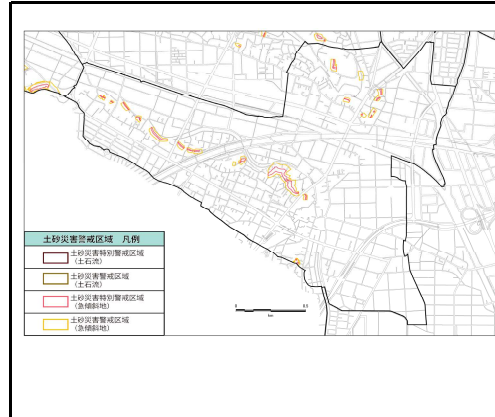 土砂災害警戒区域 凡例
土砂災害特別警戒区域
（土石流）
土砂災害警戒区域
（土石流）
土砂災害特別警戒区域
（急傾斜地）
土砂災害警戒区域
（急傾斜地）